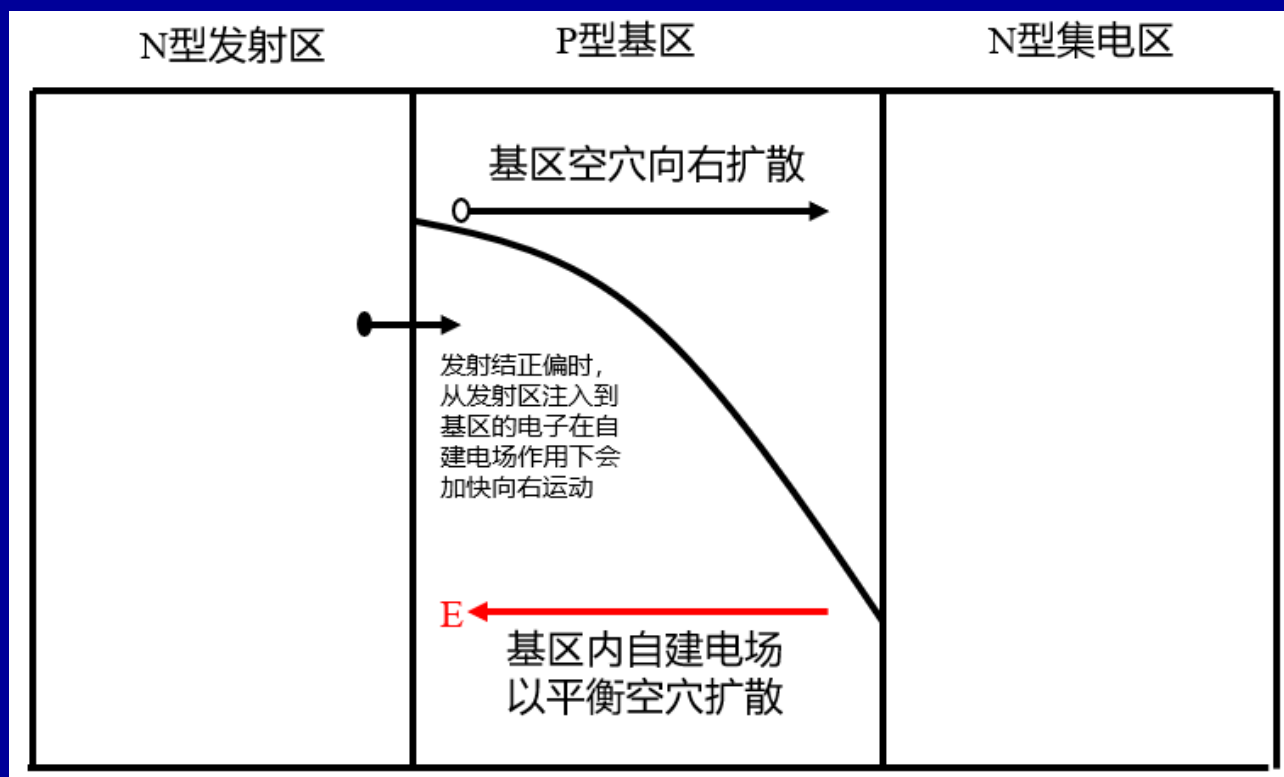 N型发射区
P型基区
N型集电区
基区空穴向右扩散
发射结正偏时，
从发射区注入到
基区的电子在自
建电场作用下会
加快向右运动
E
基区内自建电场
以平衡空穴扩散